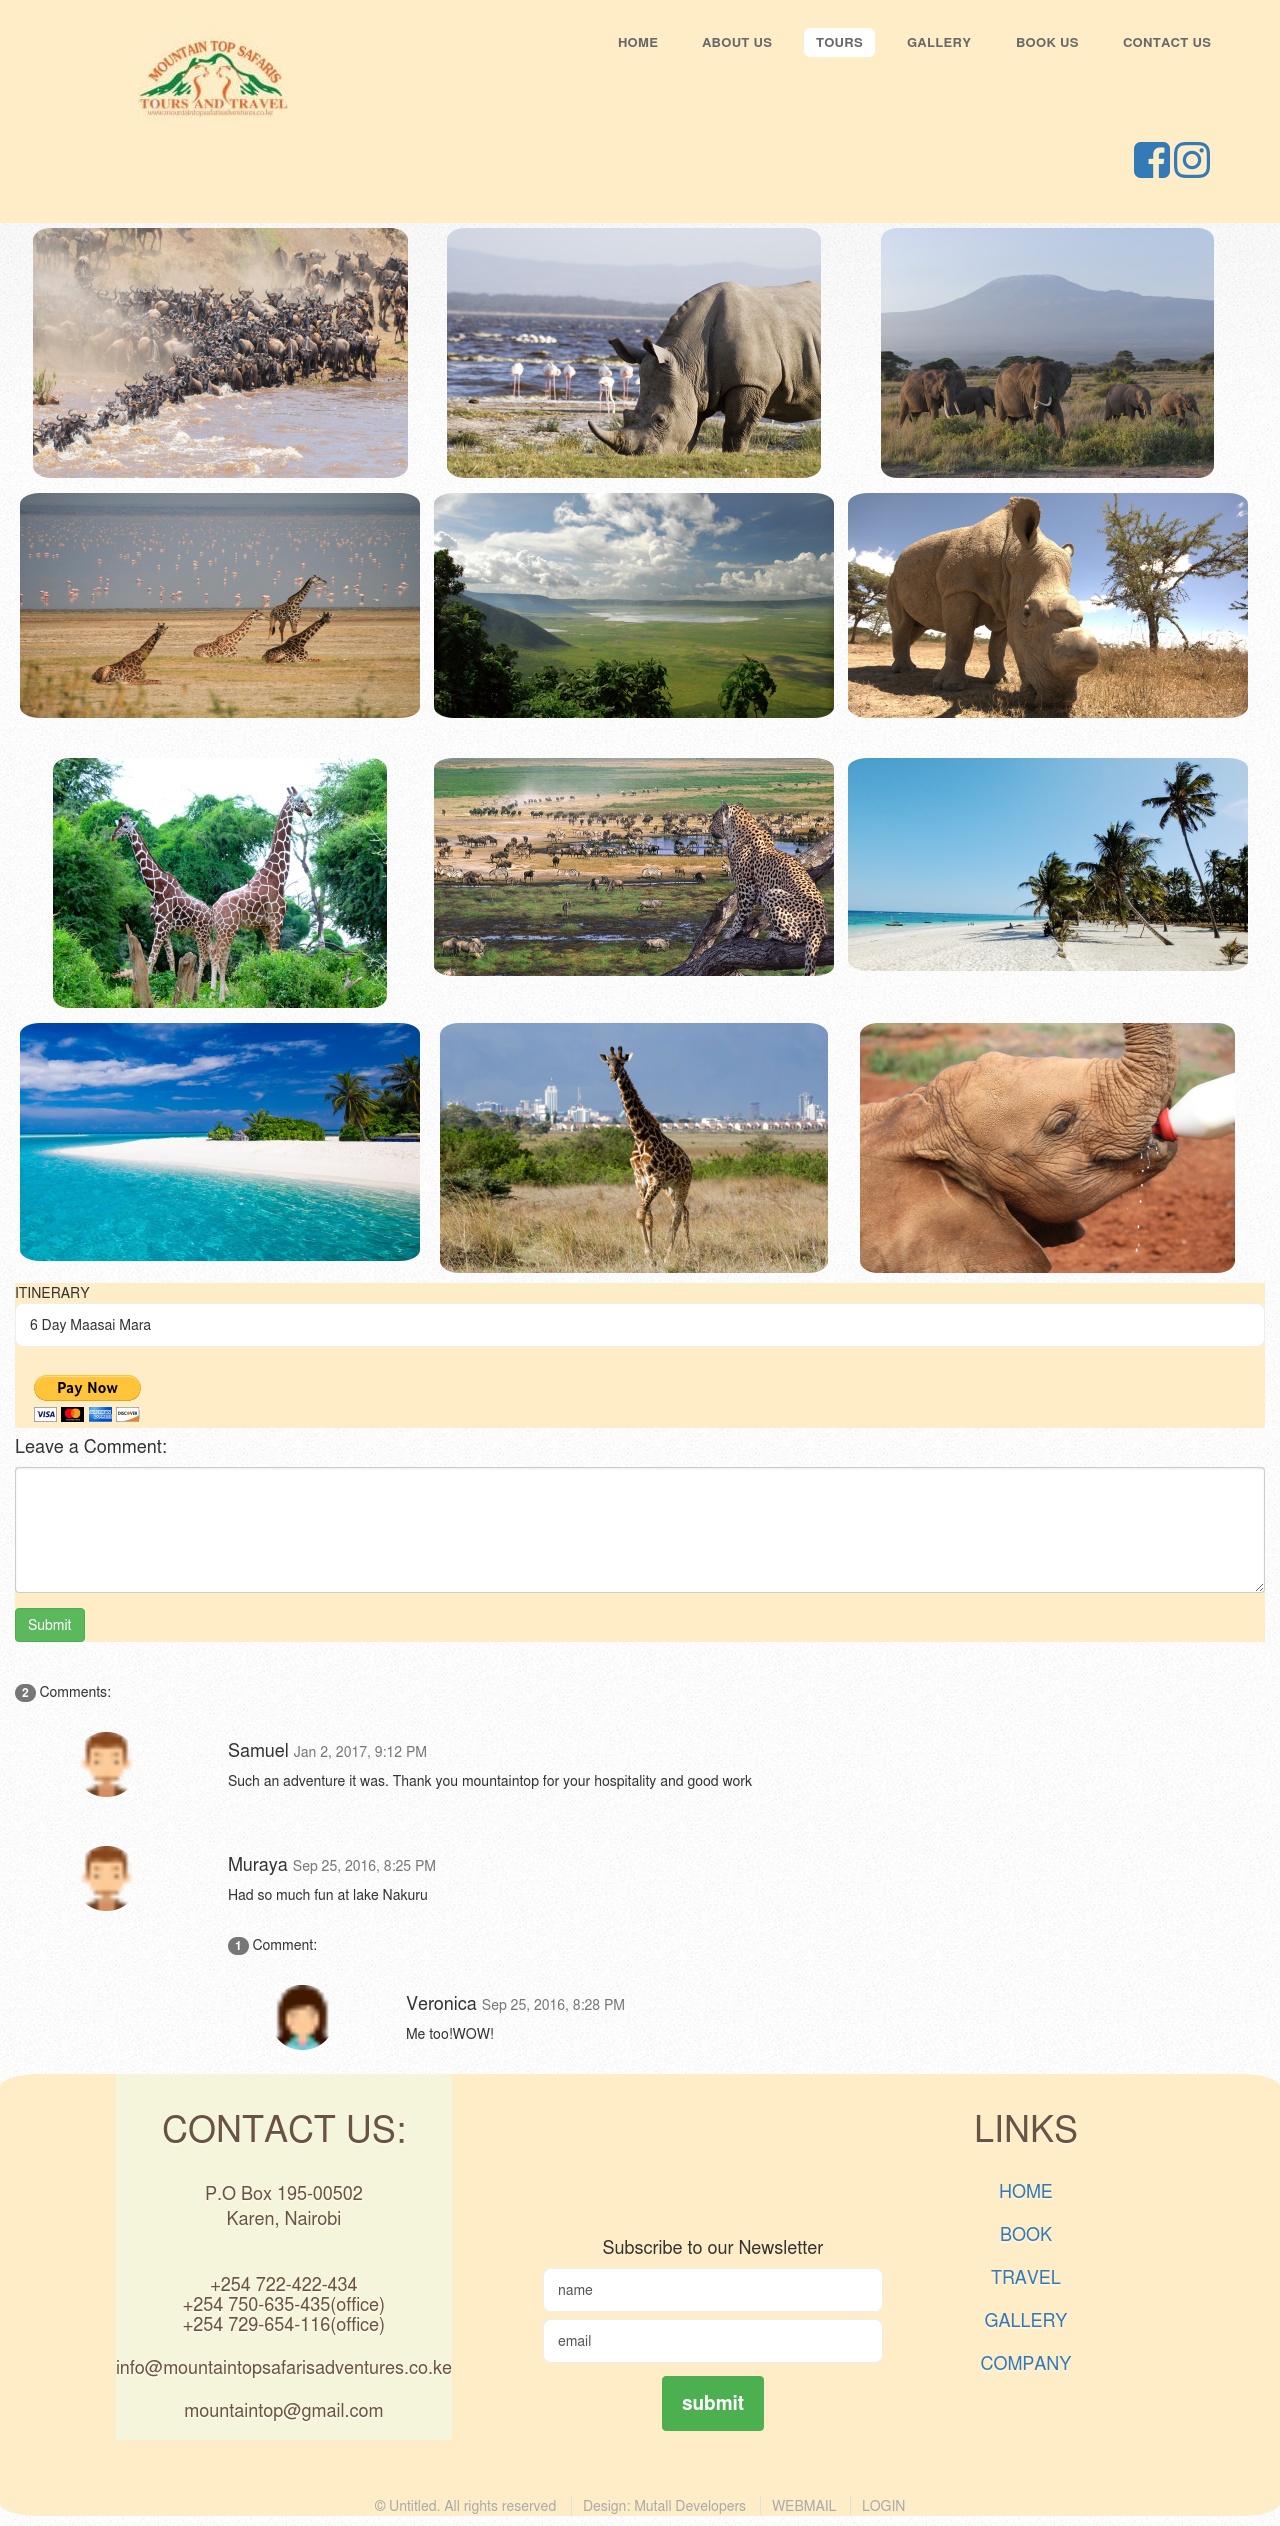 MOUNTAIN TOP SAFARIS
TOURS AND TRAVEL
www.mountaintopsafarisadventures.co.ke
HOME
ABOUT US
TOURS
GALLERY
BOOK US
CONTACT US
ITINERARY
6 Day Maasai Mara
Pay Now
VISA
DISCOVER
Leave a Comment:
Submit
2 Comments:
Samuel Jan 2, 2017, 9:12 PM
Such an adventure it was. Thank you mountaintop for your hospitality and good work
Muraya Sep 25, 2016, 8:25 PM
Had so much fun at lake Nakuru
1 Comment:
Veronica Sep 25, 2016, 8:28 PM
Me too!WOW!
CONTACT US:
P.O Box 195-00502
Karen, Nairobi
+254 722-422-434
+254 750-635-435(office)
+254 729-654-116(office)
info@mountaintopsafarisadventures.co.ke
mountaintop@gmail.com
Subscribe to our Newsletter
name
email
submit
LINKS
HOME
BOOK
TRAVEL
GALLERY
COMPANY
© Untitled. All rights reserved
Design: Mutall Developers
WEBMAIL
LOGIN